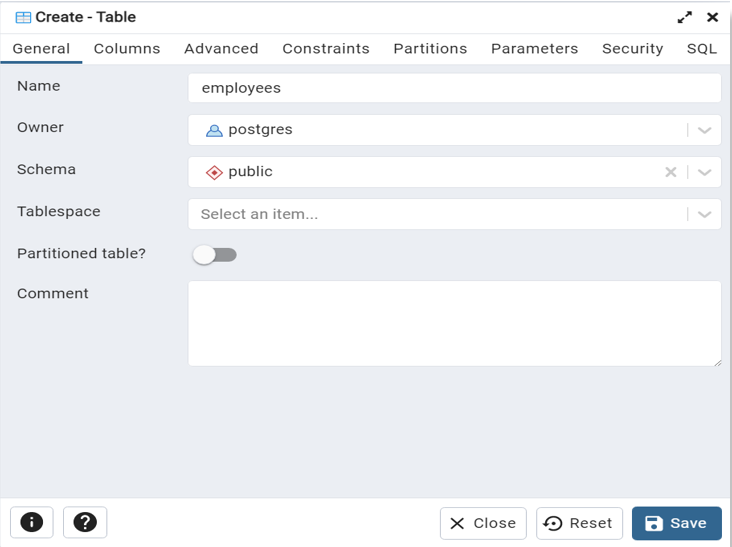 Create - Table
General Columns Advanced Constraints Partitions Parameters Security SQL
Name employees
Owner postgres
Schema public
Tablespace Select an item...
Partitioned table?
Comment
Close Reset Save